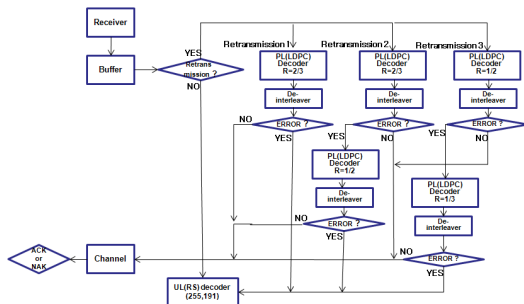 Receiver
Buffer
YES
Retrans
mission ?
NO
Retransmission 1
Retransmission 2
Retransmission 3
PL(LDPC)
Decoder
R=2/3
PL(LDPC)
Decoder
R=2/3
PL(LDPC)
Decoder
R=1/2
De-
interleaver
De-
interleaver
De-
interleaver
NO
ERROR ?
YES
YES
ERROR ?
NO
YES
ERROR ?
NO
PL(LDPC)
Decoder
R=1/2
PL(LDPC)
Decoder
R=1/3
De-
interleaver
De-
interleaver
NO
ERROR ?
YES
NO
ERROR ?
YES
ACK
or
NAK
Channel
UL(RS) decoder
(255,191)